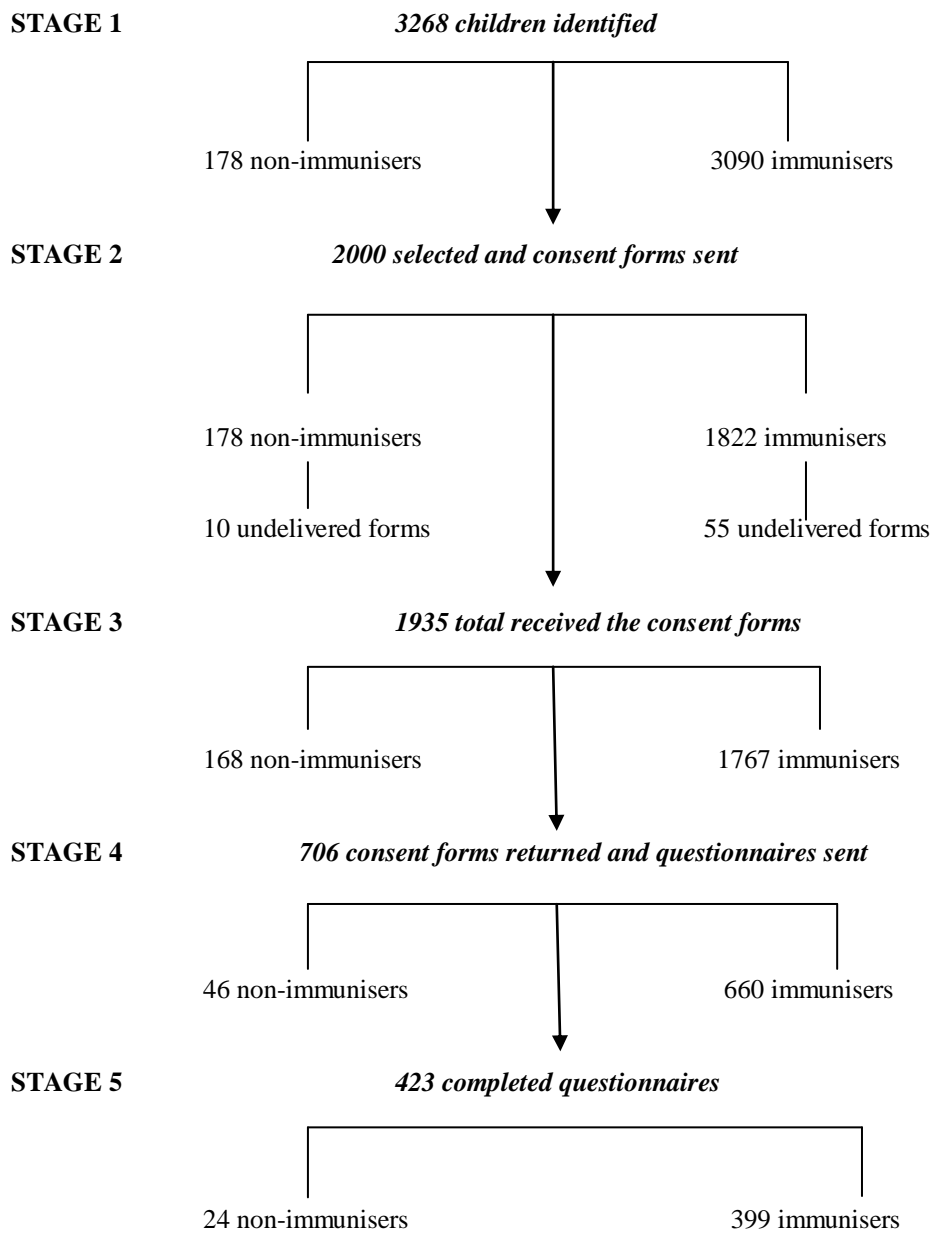 STAGE 1 3268 children identified
178 non-immunisers 3090 immunisers
STAGE 2 2000 selected and consent forms sent
178 non-immunisers 1822 immunisers
10 undelivered forms 55 undelivered forms
STAGE 3 1935 total received the consent forms
168 non-immunisers 1767 immunisers
STAGE 4 706 consent forms returned and questionnaires sent
46 non-immunisers 660 immunisers
STAGE 5 423 completed questionnaires
24 non-immunisers 399 immunisers